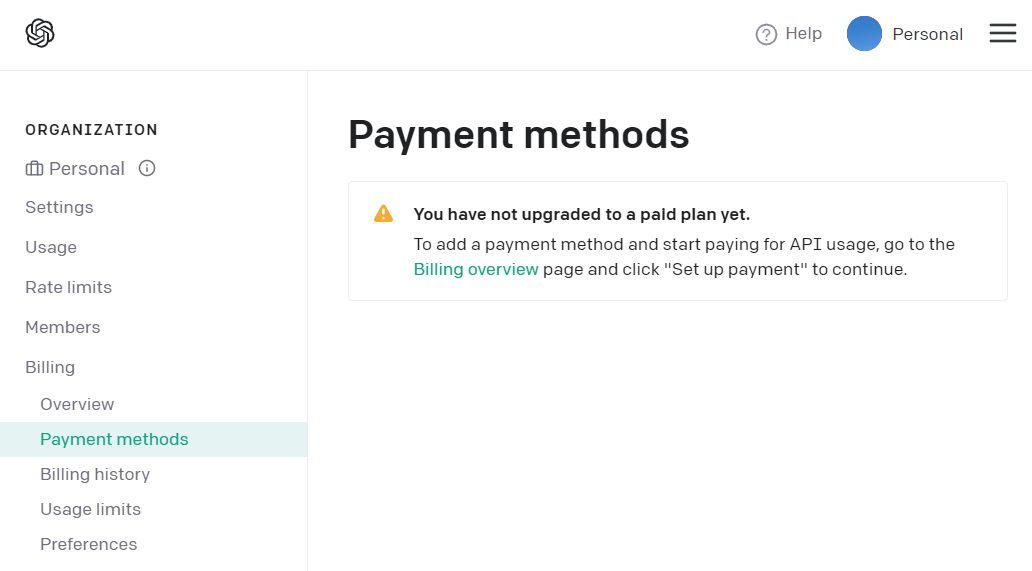 Help
Personal
ORGANIZATION
Personal
Settings
Usage
Rate limits
Members
Billing
Overview
Payment methods
Billing history
Usage limits
Preferences
Payment methods
You have not upgraded to a paid plan yet.
To add a payment method and start paying for API usage, go to the
Billing overview page and click "Set up payment" to continue.